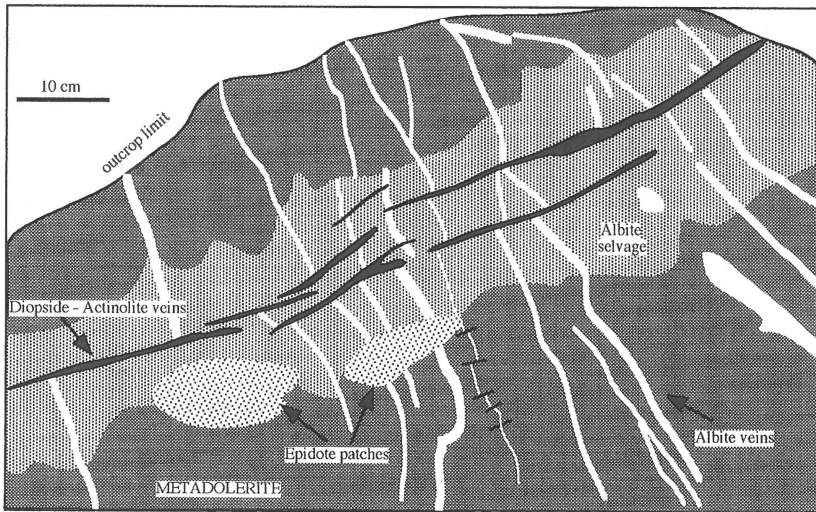 10 cm
outcrop limit
Albite
selvage
Diopside - Actinolite veins
Epidote patches
Albite veins
METADOLERITE